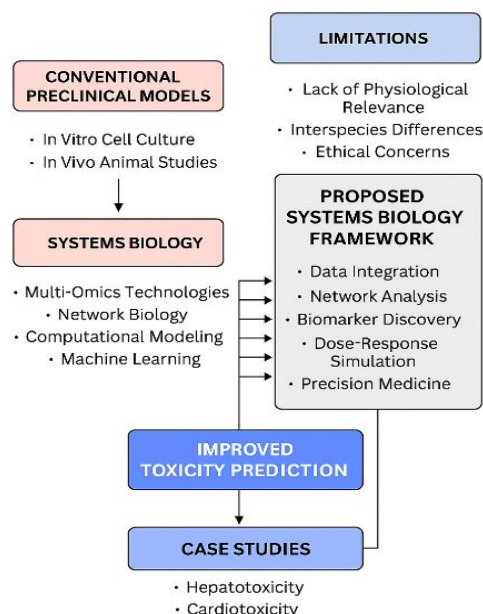 LIMITATIONS
· Lack of Physiological
Relevance
· Interspecies Differences
· Ethical Concerns
CONVENTIONAL
PRECLINICAL MODELS
· In Vitro Cell Culture
· In Vivo Animal Studies
SYSTEMS BIOLOGY
· Multi-Omics Technologies
· Network Biology
· Computational Modeling
· Machine Learning
PROPOSED
SYSTEMS BIOLOGY
FRAMEWORK
· Data Integration
· Network Analysis
· Biomarker Discovery
· Dose-Response
Simulation
· Precision Medicine
IMPROVED
TOXICITY PREDICTION
CASE STUDIES
· Hepatotoxicity
· Cardiotoxicity